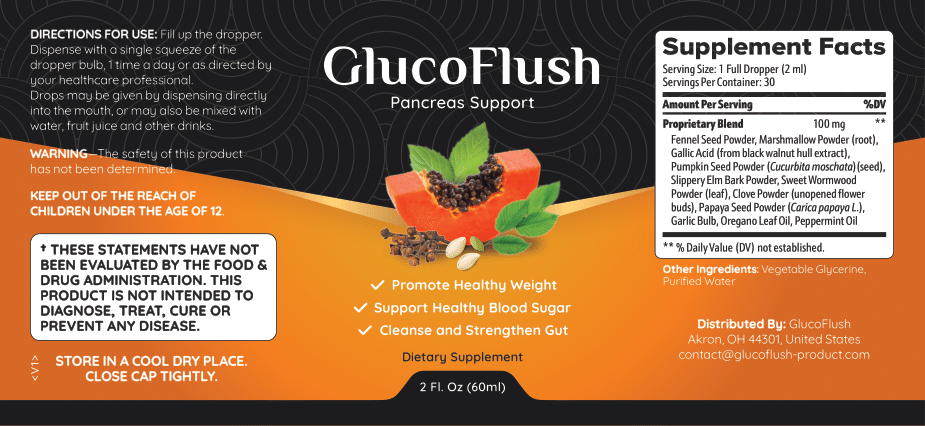 DIRECTIONS FOR USE: Fill up the dropper.
Dispense with a single squeeze of the
dropper bulb, 1 time a day or as directed by
your healthcare professional.
Drops may be given by dispensing directly
into the mouth, or may also be mixed with
water, fruit juice and other drinks.
WARNING—The safety of this product
has not been determined.
KEEP OUT OF THE REACH OF
CHILDREN UNDER THE AGE OF 12.
† THESE STATEMENTS HAVE NOT
BEEN EVALUATED BY THE FOOD &
DRUG ADMINISTRATION. THIS
PRODUCT IS NOT INTENDED TO
DIAGNOSE, TREAT, CURE OR
PREVENT ANY DISEASE.
<V1>
STORE IN A COOL DRY PLACE.
CLOSE CAP TIGHTLY.
GlucoFlush
Pancreas Support
✓ Promote Healthy Weight
✓ Support Healthy Blood Sugar
✓ Cleanse and Strengthen Gut
Dietary Supplement
2 Fl. Oz (60ml)
Supplement Facts
Serving Size: 1 Full Dropper (2 ml)
Servings Per Container: 30
Amount Per Serving %DV
Proprietary Blend 100 mg **
Fennel Seed Powder, Marshmallow Powder (root),
Gallic Acid (from black walnut hull extract),
Pumpkin Seed Powder (Cucurbita moschata)(seed),
Slippery Elm Bark Powder, Sweet Wormwood
Powder (leaf), Clove Powder (unopened flower
buds), Papaya Seed Powder (Carica papaya L.),
Garlic Bulb, Oregano Leaf Oil, Peppermint Oil
** % Daily Value (DV) not established.
Other Ingredients: Vegetable Glycerine,
Purified Water
Distributed By: GlucoFlush
Akron, OH 44301, United States
contact@glucoflush-product.com